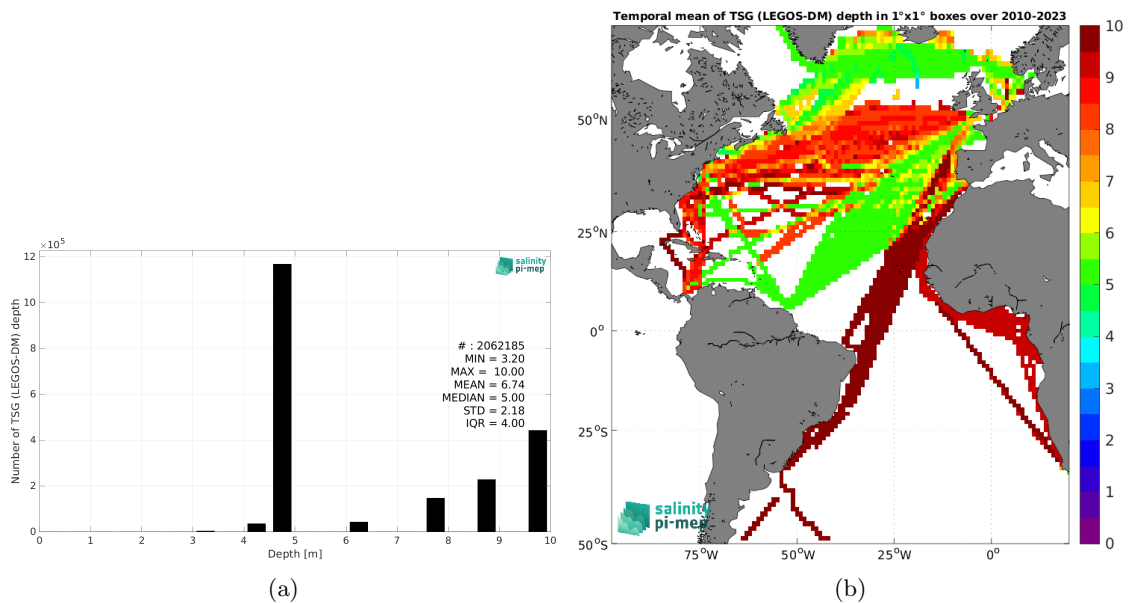 ×10⁵
12
10
8
6
4
2
0
Number of TSG (LEGOS-DM) depth
salinity
pi-mep
# : 2062185
MIN = 3.20
MAX = 10.00
MEAN = 6.74
MEDIAN = 5.00
STD = 2.18
IQR = 4.00
0 1 2 3 4 5 6 7 8 9 10
Depth [m]
(a)
Temporal mean of TSG (LEGOS-DM) depth in 1°x1° boxes over 2010-2023
50°N
25°N
0°
25°S
50°S
75°W 50°W 25°W 0°
salinity
pi-mep
10
9
8
7
6
5
4
3
2
1
0
(b)